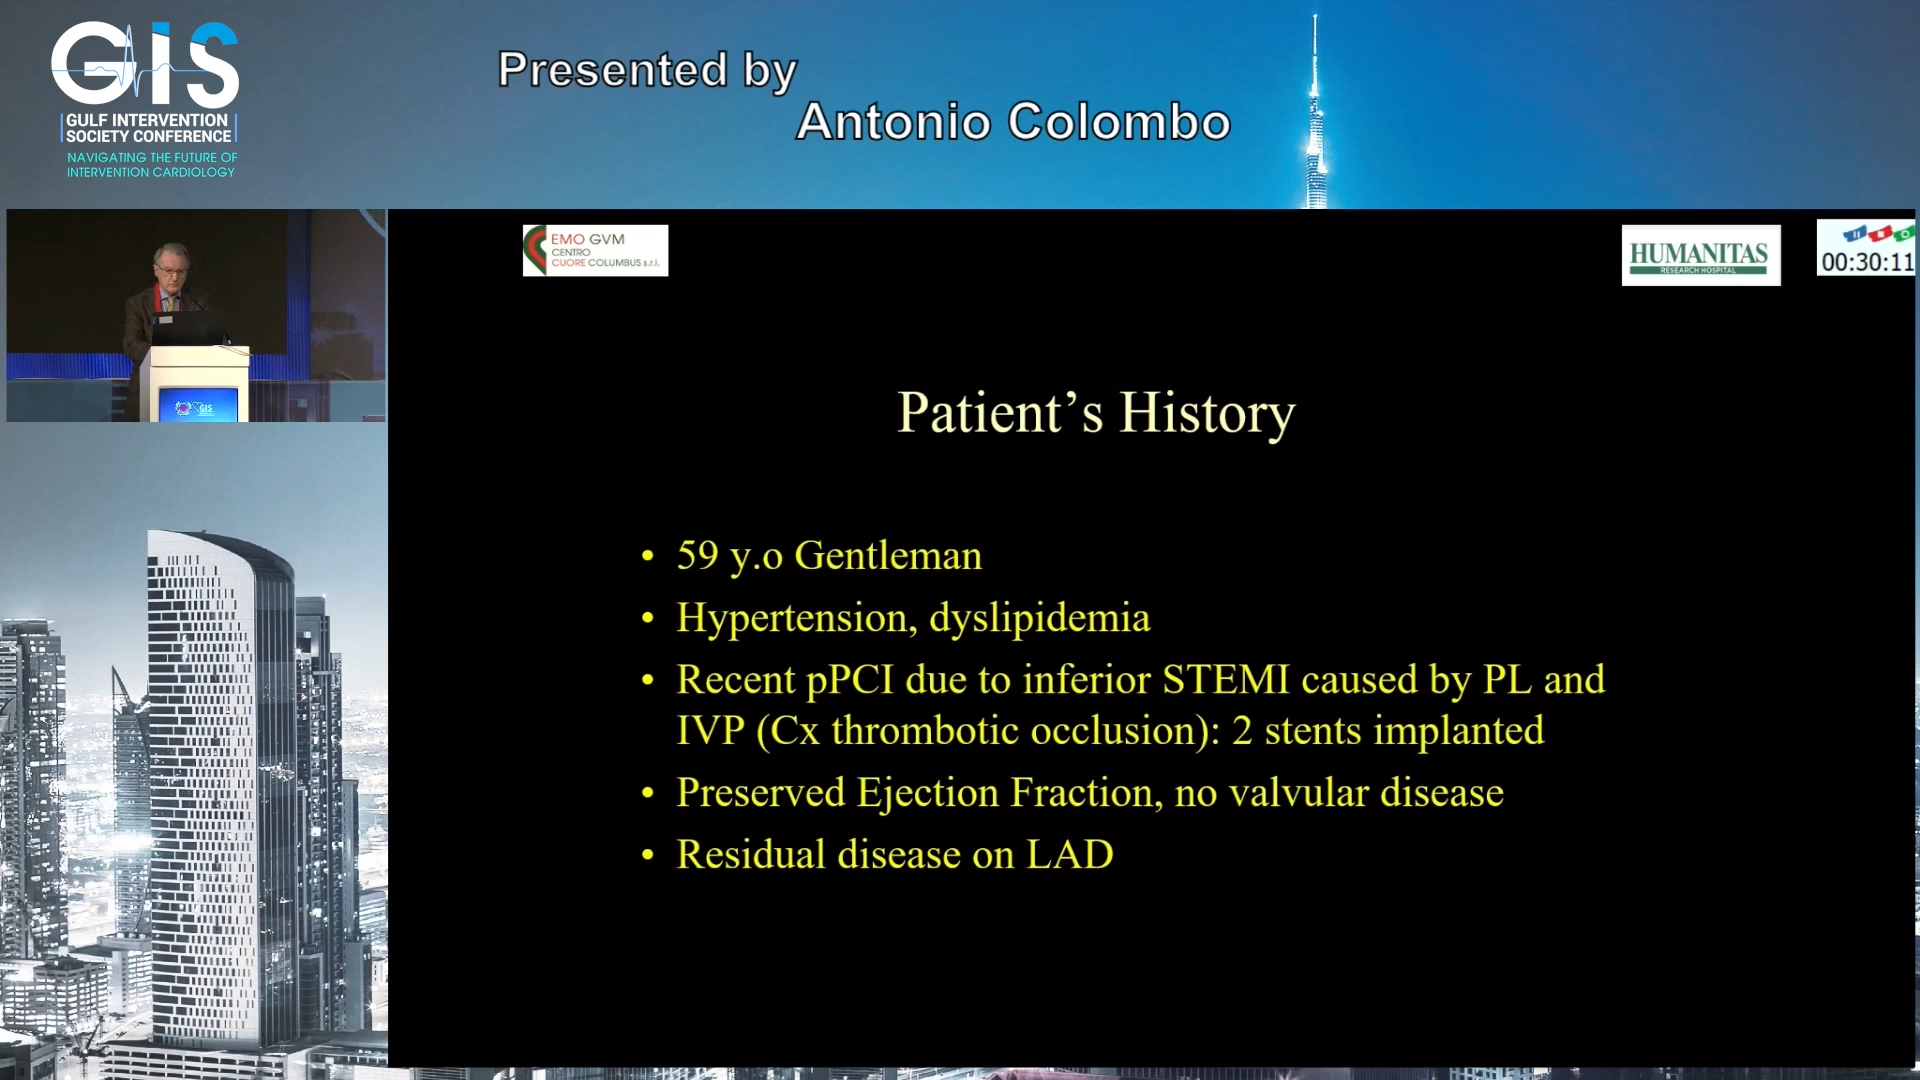 GIS
GULF INTERVENTION
SOCIETY CONFERENCE
NAVIGATING THE FUTURE OF
INTERVENTION CARDIOLOGY
Presented by
Antonio Colombo
EMO GVM
CENTRO
CUORE COLUMBUS s.r.l.
HUMANITAS
RESEARCH HOSPITAL
00:30:11
GIS
Patient’s History
• 59 y.o Gentleman
• Hypertension, dyslipidemia
• Recent pPCI due to inferior STEMI caused by PL and
IVP (Cx thrombotic occlusion): 2 stents implanted
• Preserved Ejection Fraction, no valvular disease
• Residual disease on LAD